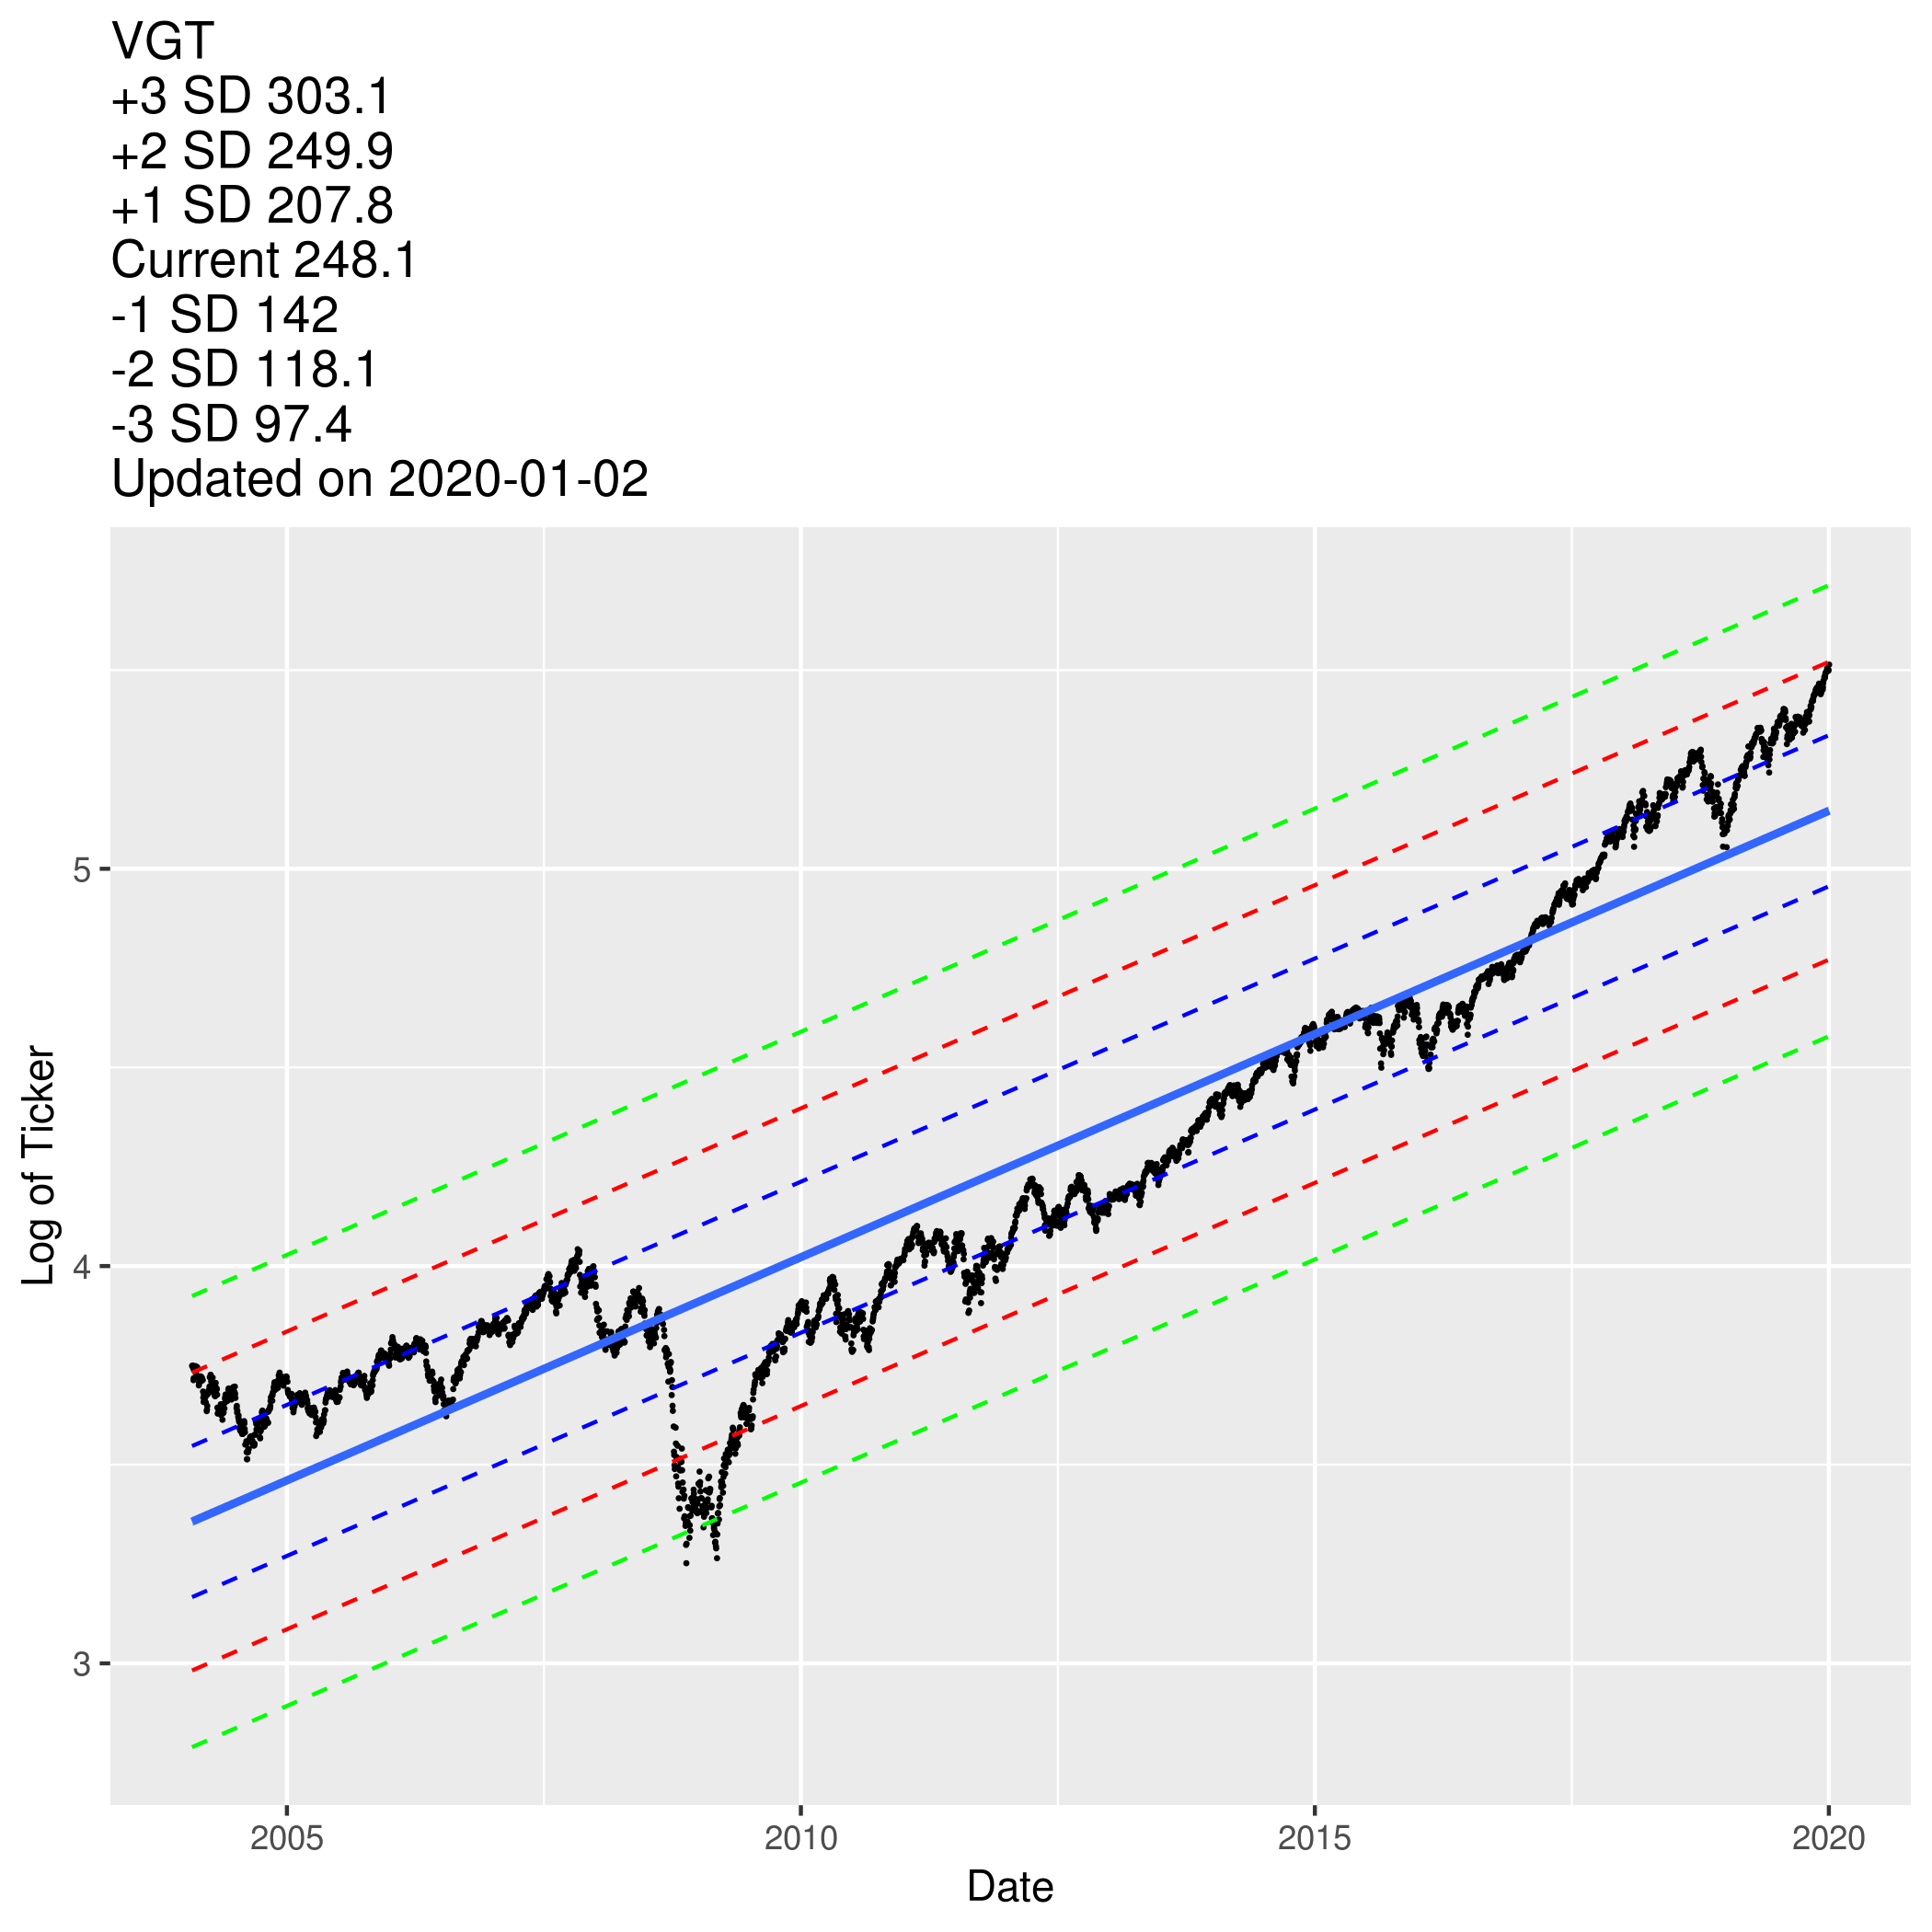 VGT
+3 SD 303.1
+2 SD 249.9
+1 SD 207.8
Current 248.1
-1 SD 142
-2 SD 118.1
-3 SD 97.4
Updated on 2020-01-02
5
4
3
Log of Ticker
2005 2010 2015 2020
Date